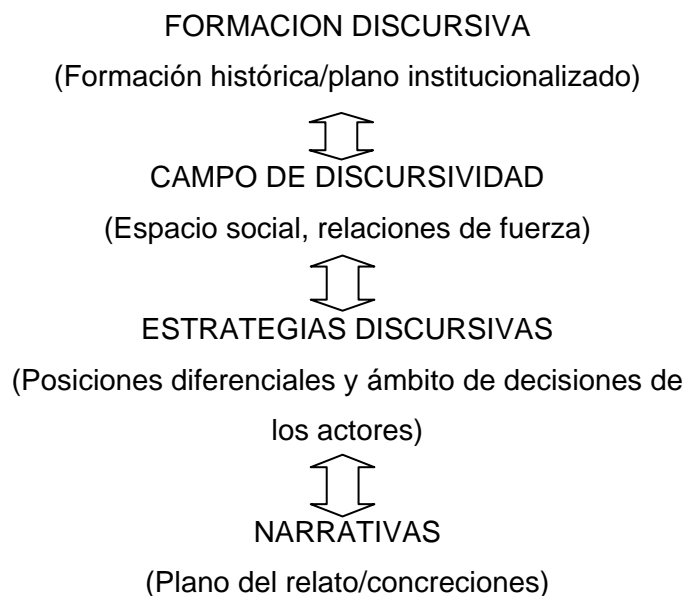 FORMACION DISCURSIVA
(Formación histórica/plano institucionalizado)
CAMPO DE DISCURSIVIDAD
(Espacio social, relaciones de fuerza)
ESTRATEGIAS DISCURSIVAS
(Posiciones diferenciales y ámbito de decisiones de
los actores)
NARRATIVAS
(Plano del relato/concreciones)